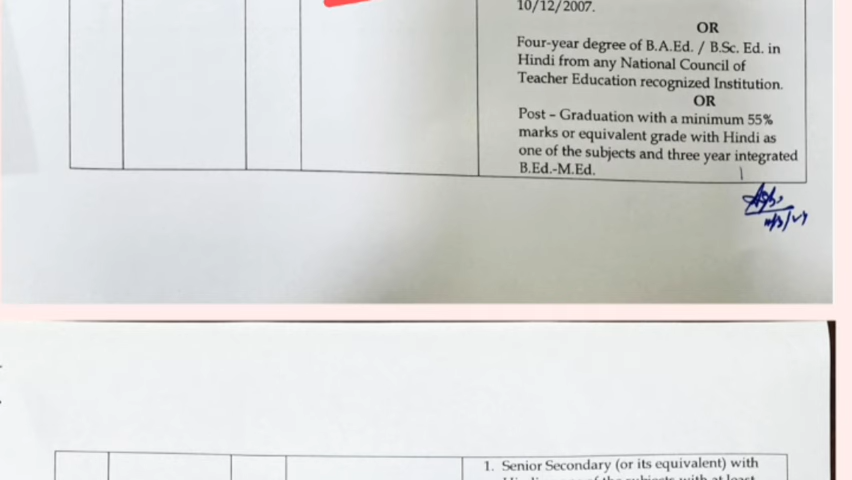 10/12/2007.
OR
Four-year degree of B.A.Ed. / B.Sc. Ed. in
Hindi from any National Council of
Teacher Education recognized Institution.
OR
Post – Graduation with a minimum 55%
marks or equivalent grade with Hindi as
one of the subjects and three year integrated
B.Ed.-M.Ed.
1. Senior Secondary (or its equivalent) with